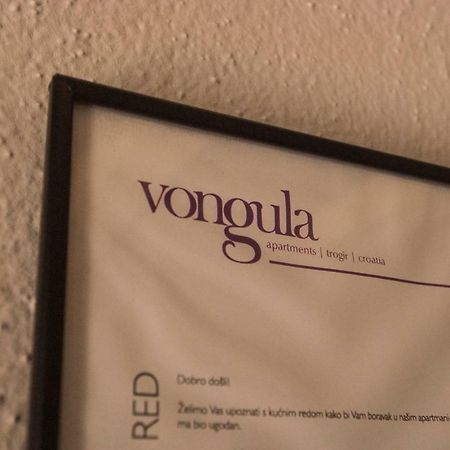 vongula
apartments | trogir | croatia
Dobro došli!
RED
Želimo Vas upoznati s kućnim redom kako bi Vam boravak u našim apartmani
ma bio ugodan.